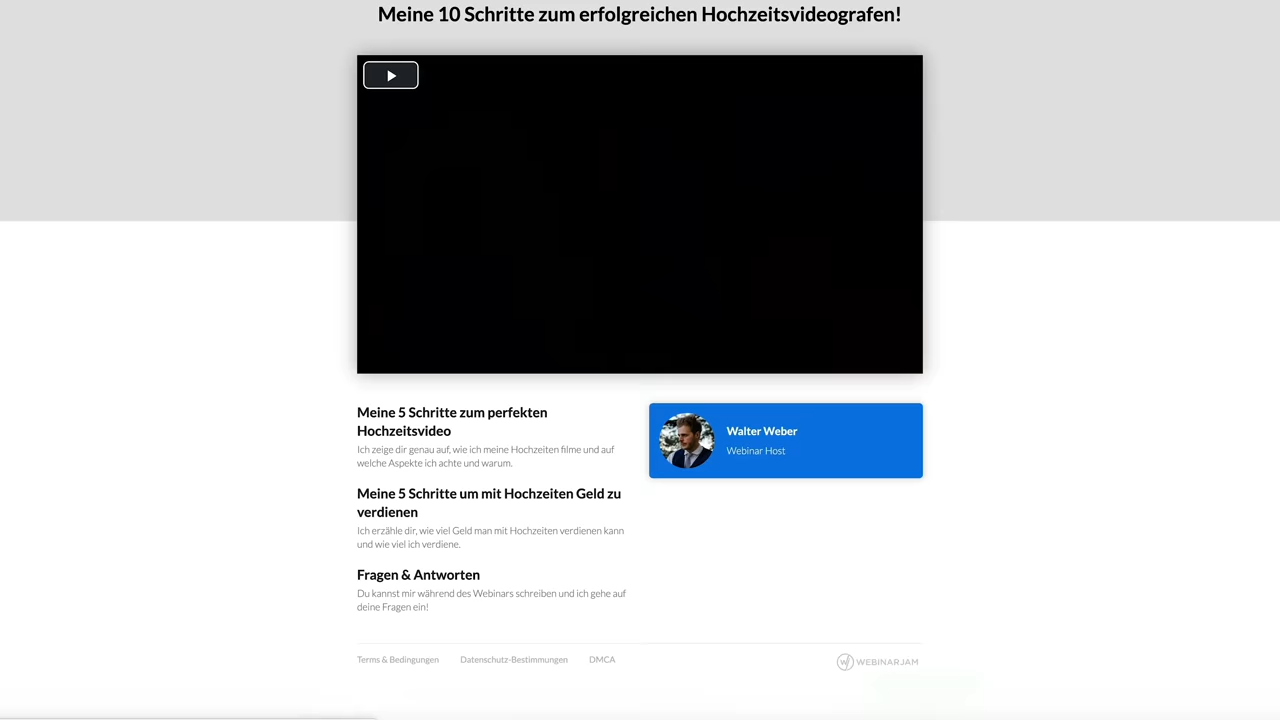 Meine 10 Schritte zum erfolgreichen Hochzeitsvideografen!
Meine 5 Schritte zum perfekten
Hochzeitsvideo
Ich zeige dir genau auf, wie ich meine Hochzeiten filme und auf
welche Aspekte ich achte und warum.
Meine 5 Schritte um mit Hochzeiten Geld zu
verdienen
Ich erzähle dir, wie viel Geld man mit Hochzeiten verdienen kann
und wie viel ich verdiene.
Fragen & Antworten
Du kannst mir während des Webinars schreiben und ich gehe auf
deine Fragen ein!
Walter Weber
Webinar Host
Terms & Bedingungen
Datenschutz-Bestimmungen
DMCA
WEBINARJAM